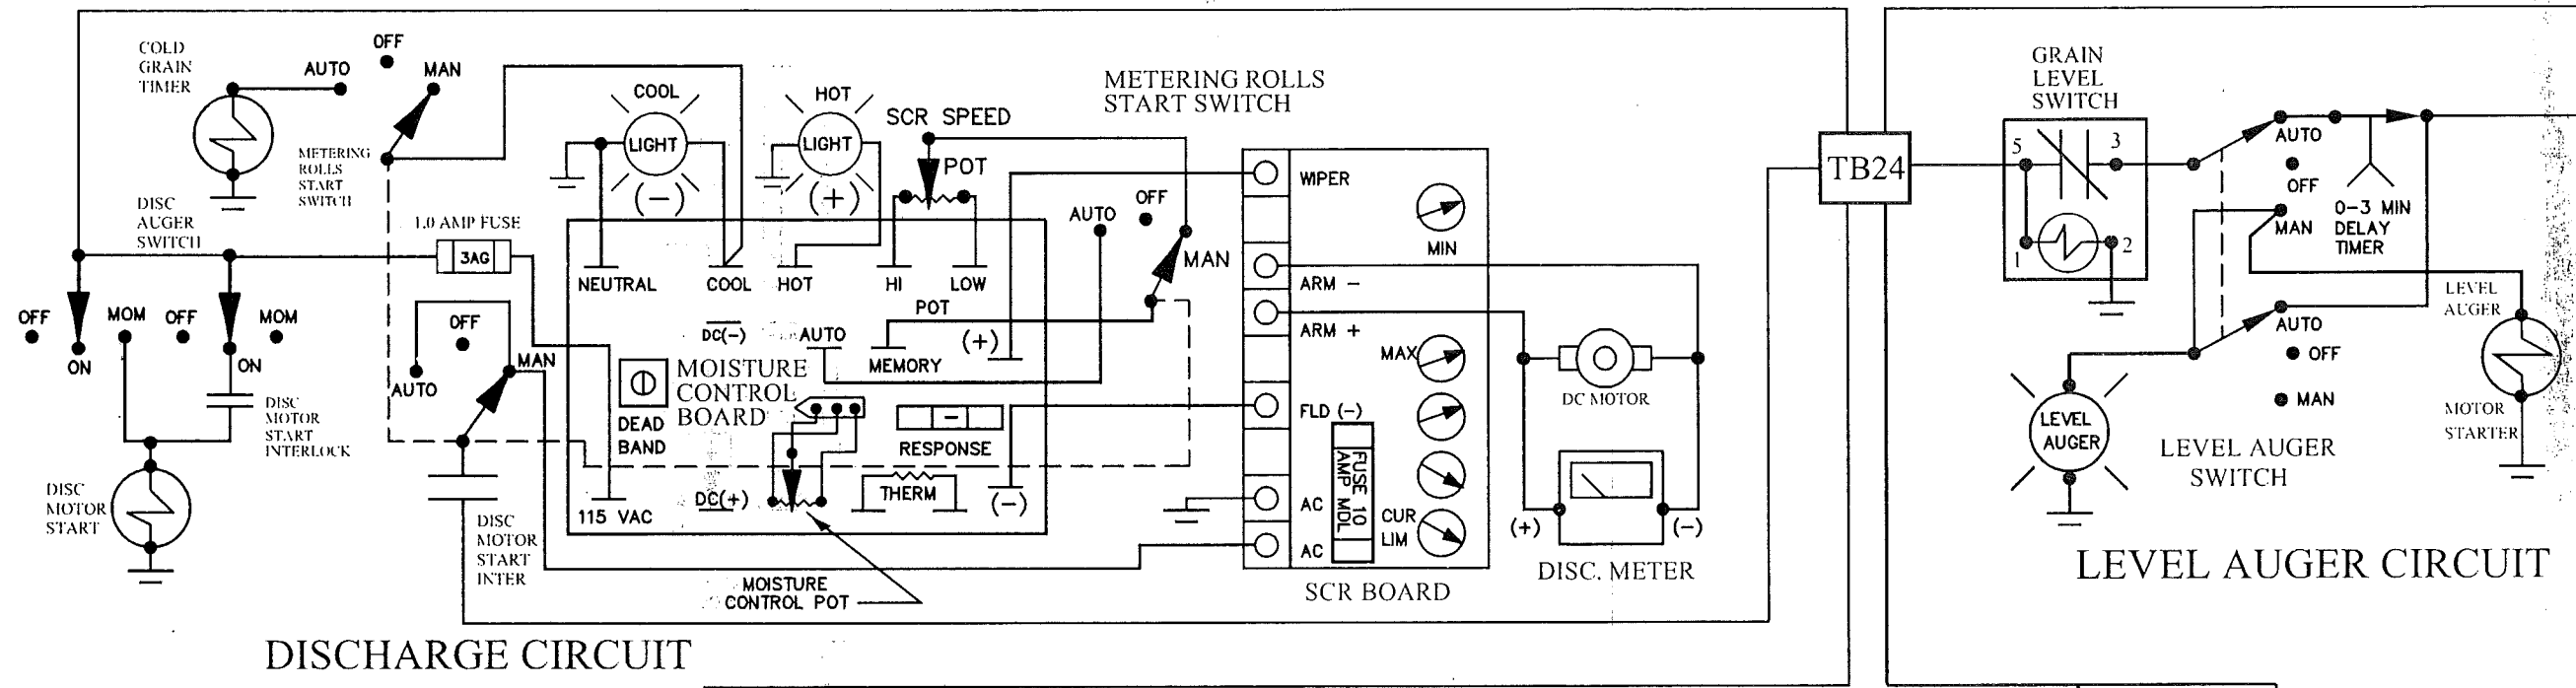 COLD
GRAIN
TIMER
AUTO
OFF
MAN
METERING
ROLLS
START
SWITCH
DISC
AUGER
SWITCH
1.0 AMP FUSE
3AG
OFF
ON
MOM
OFF
ON
MOM
DISC
MOTOR
START
INTERLOCK
DISC
MOTOR
START
OFF
AUTO
MAN
DISC
MOTOR
START
INTER
COOL
LIGHT
(-)
HOT
LIGHT
(+)
SCR SPEED
POT
METERING ROLLS
START SWITCH
NEUTRAL
COOL
HOT
HI
LOW
POT
DC(-)
AUTO
MEMORY
(+)
MOISTURE
CONTROL
BOARD
DEAD
BAND
RESPONSE
-
115 VAC
DC(+)
THERM
(-)
MOISTURE
CONTROL POT
AUTO
OFF
MAN
WIPER
MIN
ARM -
ARM +
MAX
FLD (-)
FUSE 10
AMP MDL
AC
AC
CUR
LIM
SCR BOARD
DC MOTOR
(+)
(-)
DISC. METER
DISCHARGE CIRCUIT
TB24
GRAIN
LEVEL
SWITCH
5
3
1
2
AUTO
OFF
MAN
0-3 MIN
DELAY
TIMER
AUTO
OFF
MAN
LEVEL
AUGER
LEVEL AUGER
SWITCH
LEVEL
AUGER
MOTOR
STARTER
LEVEL AUGER CIRCUIT